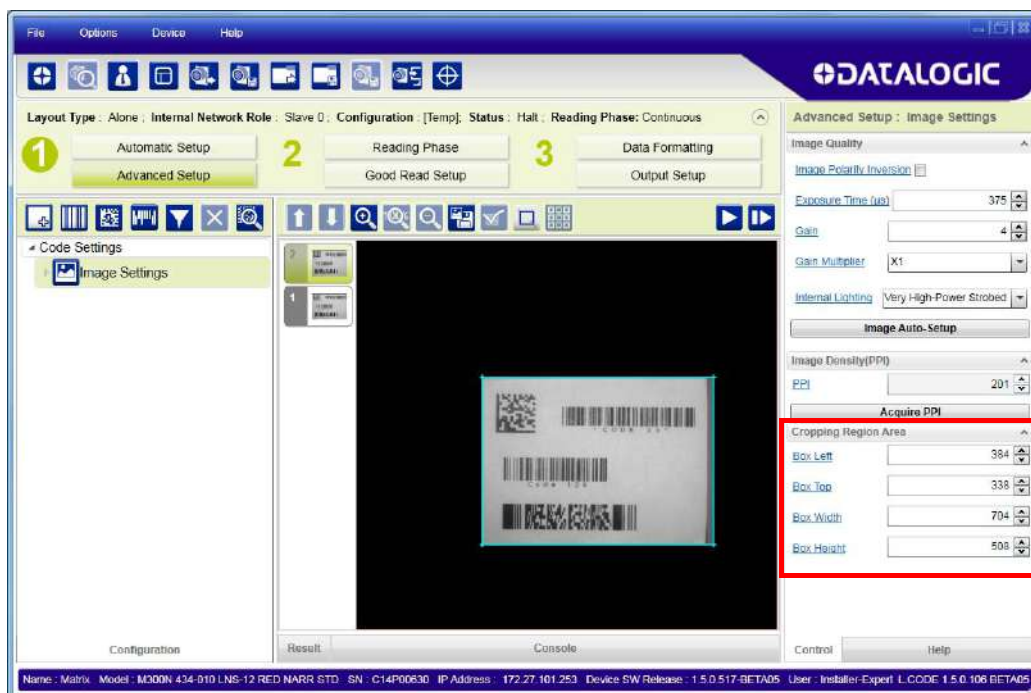 File Options Device Help
DATALOGIC
Layout Type : Alone ; Internal Network Role : Slave 0 ; Configuration : [Temp]; Status : Halt ; Reading Phase: Continuous
1 Automatic Setup 2 Reading Phase 3 Data Formatting
Advanced Setup Good Read Setup Output Setup
Code Settings
Image Settings
2
1
CODE 39
Code 128
Configuration
Result Console
Advanced Setup : Image Settings
Image Quality
Image Polarity Inversion
Exposure Time (µs) 375
Gain 4
Gain Multiplier X1
Internal Lighting Very High-Power Strobed
Image Auto-Setup
Image Density(PPI)
PPI 201
Acquire PPI
Cropping Region Area
Box Left 384
Box Top 338
Box Width 704
Box Height 508
Control Help
Name : Matrix Model : M300N 434-010 LNS-12 RED NARR STD SN : C14P00630 IP Address : 172.27.101.253 Device SW Release : 1.5.0.517-BETA05 User : Installer-Expert L.CODE 1.5.0.106 BETA05